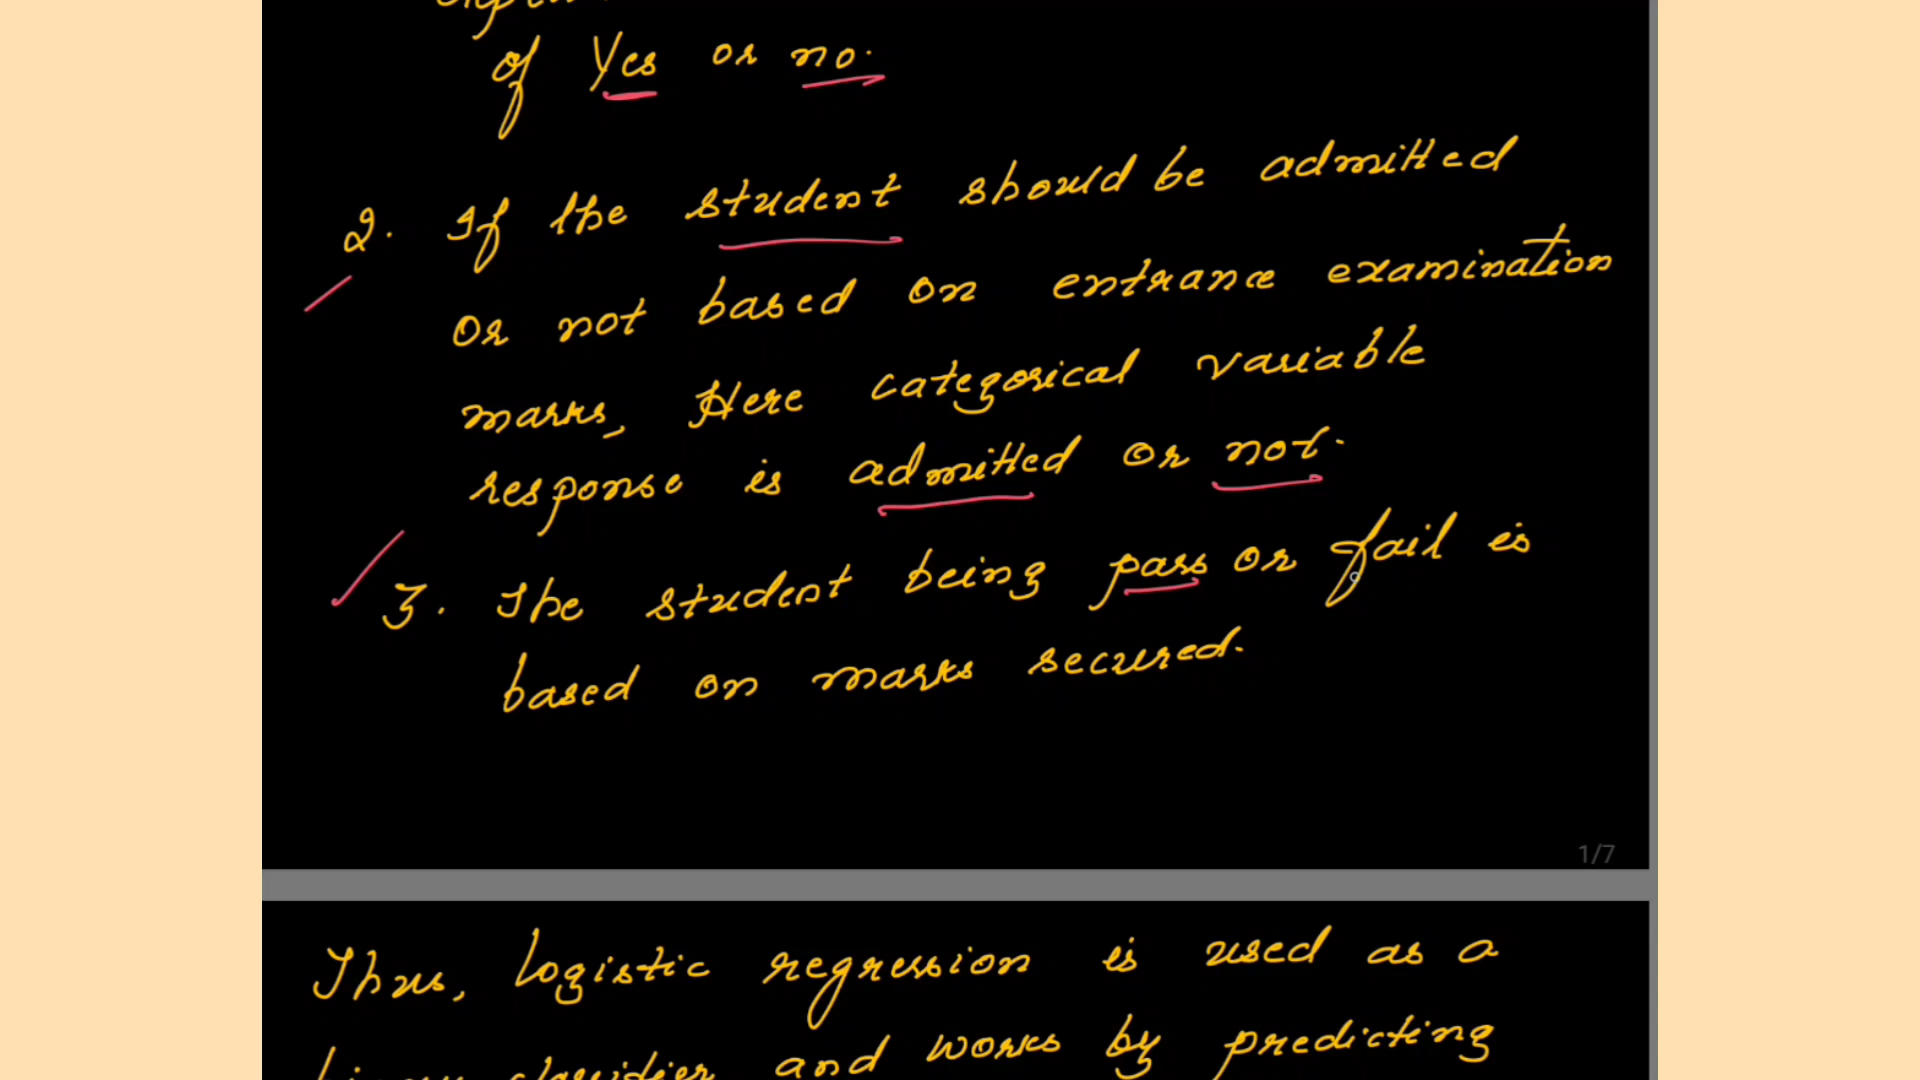 of Yes or no.
2. If the student should be admitted
or not based on entrance examination
marks, Here categorical variable
response is admitted or not.
3. The student being pass or fail is
based on marks secured.
1/7
Thus, logistic regression is used as a
classifier and works by predicting